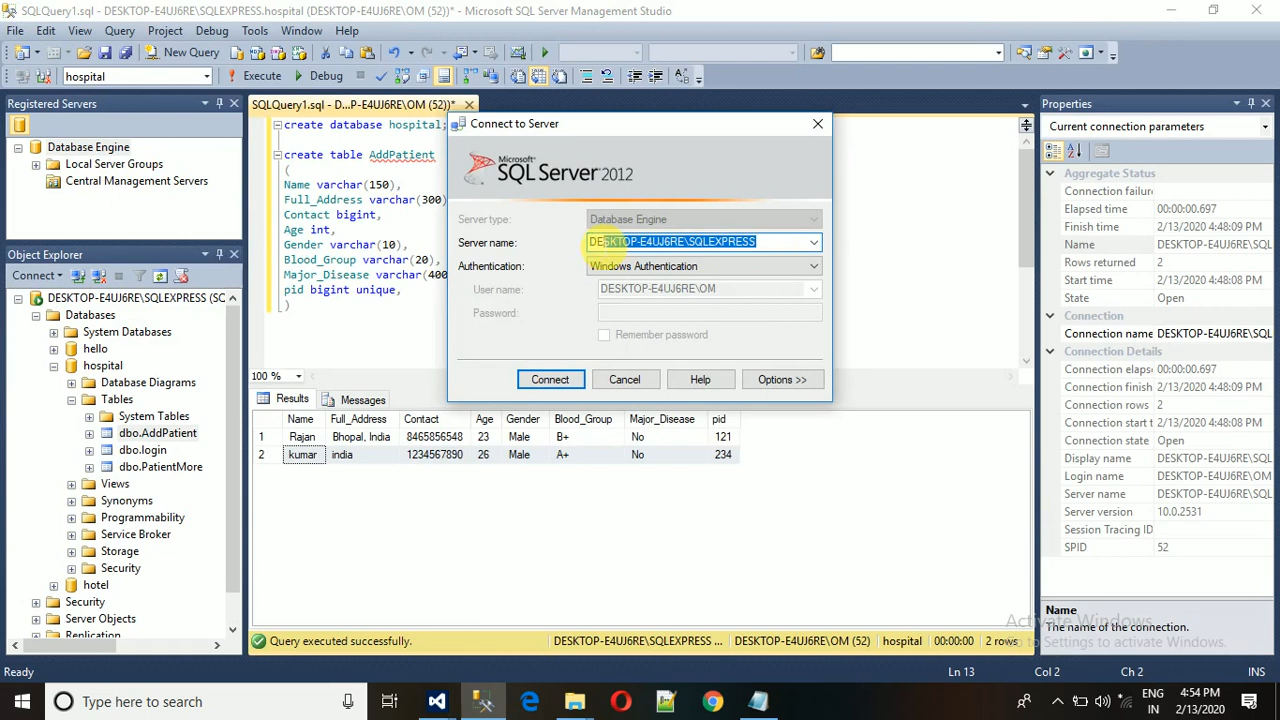 SQLQuery1.sql - DESKTOP-E4UJ6RE\SQLEXPRESS.hospital (DESKTOP-E4UJ6RE\OM (52))* - Microsoft SQL Server Management Studio
File Edit View Query Project Debug Tools Window Help
New Query
hospital Execute Debug
Registered Servers
Database Engine
Local Server Groups
Central Management Servers
Object Explorer
Connect
DESKTOP-E4UJ6RE\SQLEXPRESS (SQ
Databases
System Databases
hello
hospital
Database Diagrams
Tables
System Tables
dbo.AddPatient
dbo.login
dbo.PatientMore
Views
Synonyms
Programmability
Service Broker
Storage
Security
hotel
Security
Server Objects
Replication
SQLQuery1.sql - D...P-E4UJ6RE\OM (52))*
create database hospital;
create table AddPatient
(
Name varchar(150),
Full_Address varchar(300)
Contact bigint,
Age int,
Gender varchar(10),
Blood_Group varchar(20),
Major_Disease varchar(400
pid bigint unique,
)
100 %
Connect to Server
Microsoft
SQL Server 2012
Server type: Database Engine
Server name: DESKTOP-E4UJ6RE\SQLEXPRESS
Authentication: Windows Authentication
User name: DESKTOP-E4UJ6RE\OM
Password:
Remember password
Connect Cancel Help Options >>
Results Messages
Name Full_Address Contact Age Gender Blood_Group Major_Disease pid
1 Rajan Bhopal, India 8465856548 23 Male B+ No 121
2 kumar india 1234567890 26 Male A+ No 234
Query executed successfully. DESKTOP-E4UJ6RE\SQLEXPRESS ... DESKTOP-E4UJ6RE\OM (52) hospital 00:00:00 2 rows
Properties
Current connection parameters
Aggregate Status
Connection failure
Elapsed time 00:00:00.697
Finish time 2/13/2020 4:48:08 PM
Name DESKTOP-E4UJ6RE\SQLE
Rows returned 2
Start time 2/13/2020 4:48:08 PM
State Open
Connection
Connection name DESKTOP-E4UJ6RE\SQLE
Connection Details
Connection elapse 00:00:00.697
Connection finish 2/13/2020 4:48:08 PM
Connection rows 2
Connection start t 2/13/2020 4:48:08 PM
Connection state Open
Display name DESKTOP-E4UJ6RE\SQLE
Login name DESKTOP-E4UJ6RE\OM
Server name DESKTOP-E4UJ6RE\SQLE
Server version 10.0.2531
Session Tracing ID
SPID 52
Name
The name of the connection.
Activate Windows
Go to Settings to activate Windows.
Ready Ln 13 Col 2 Ch 2 INS
Type here to search
ENG
IN
4:54 PM
2/13/2020